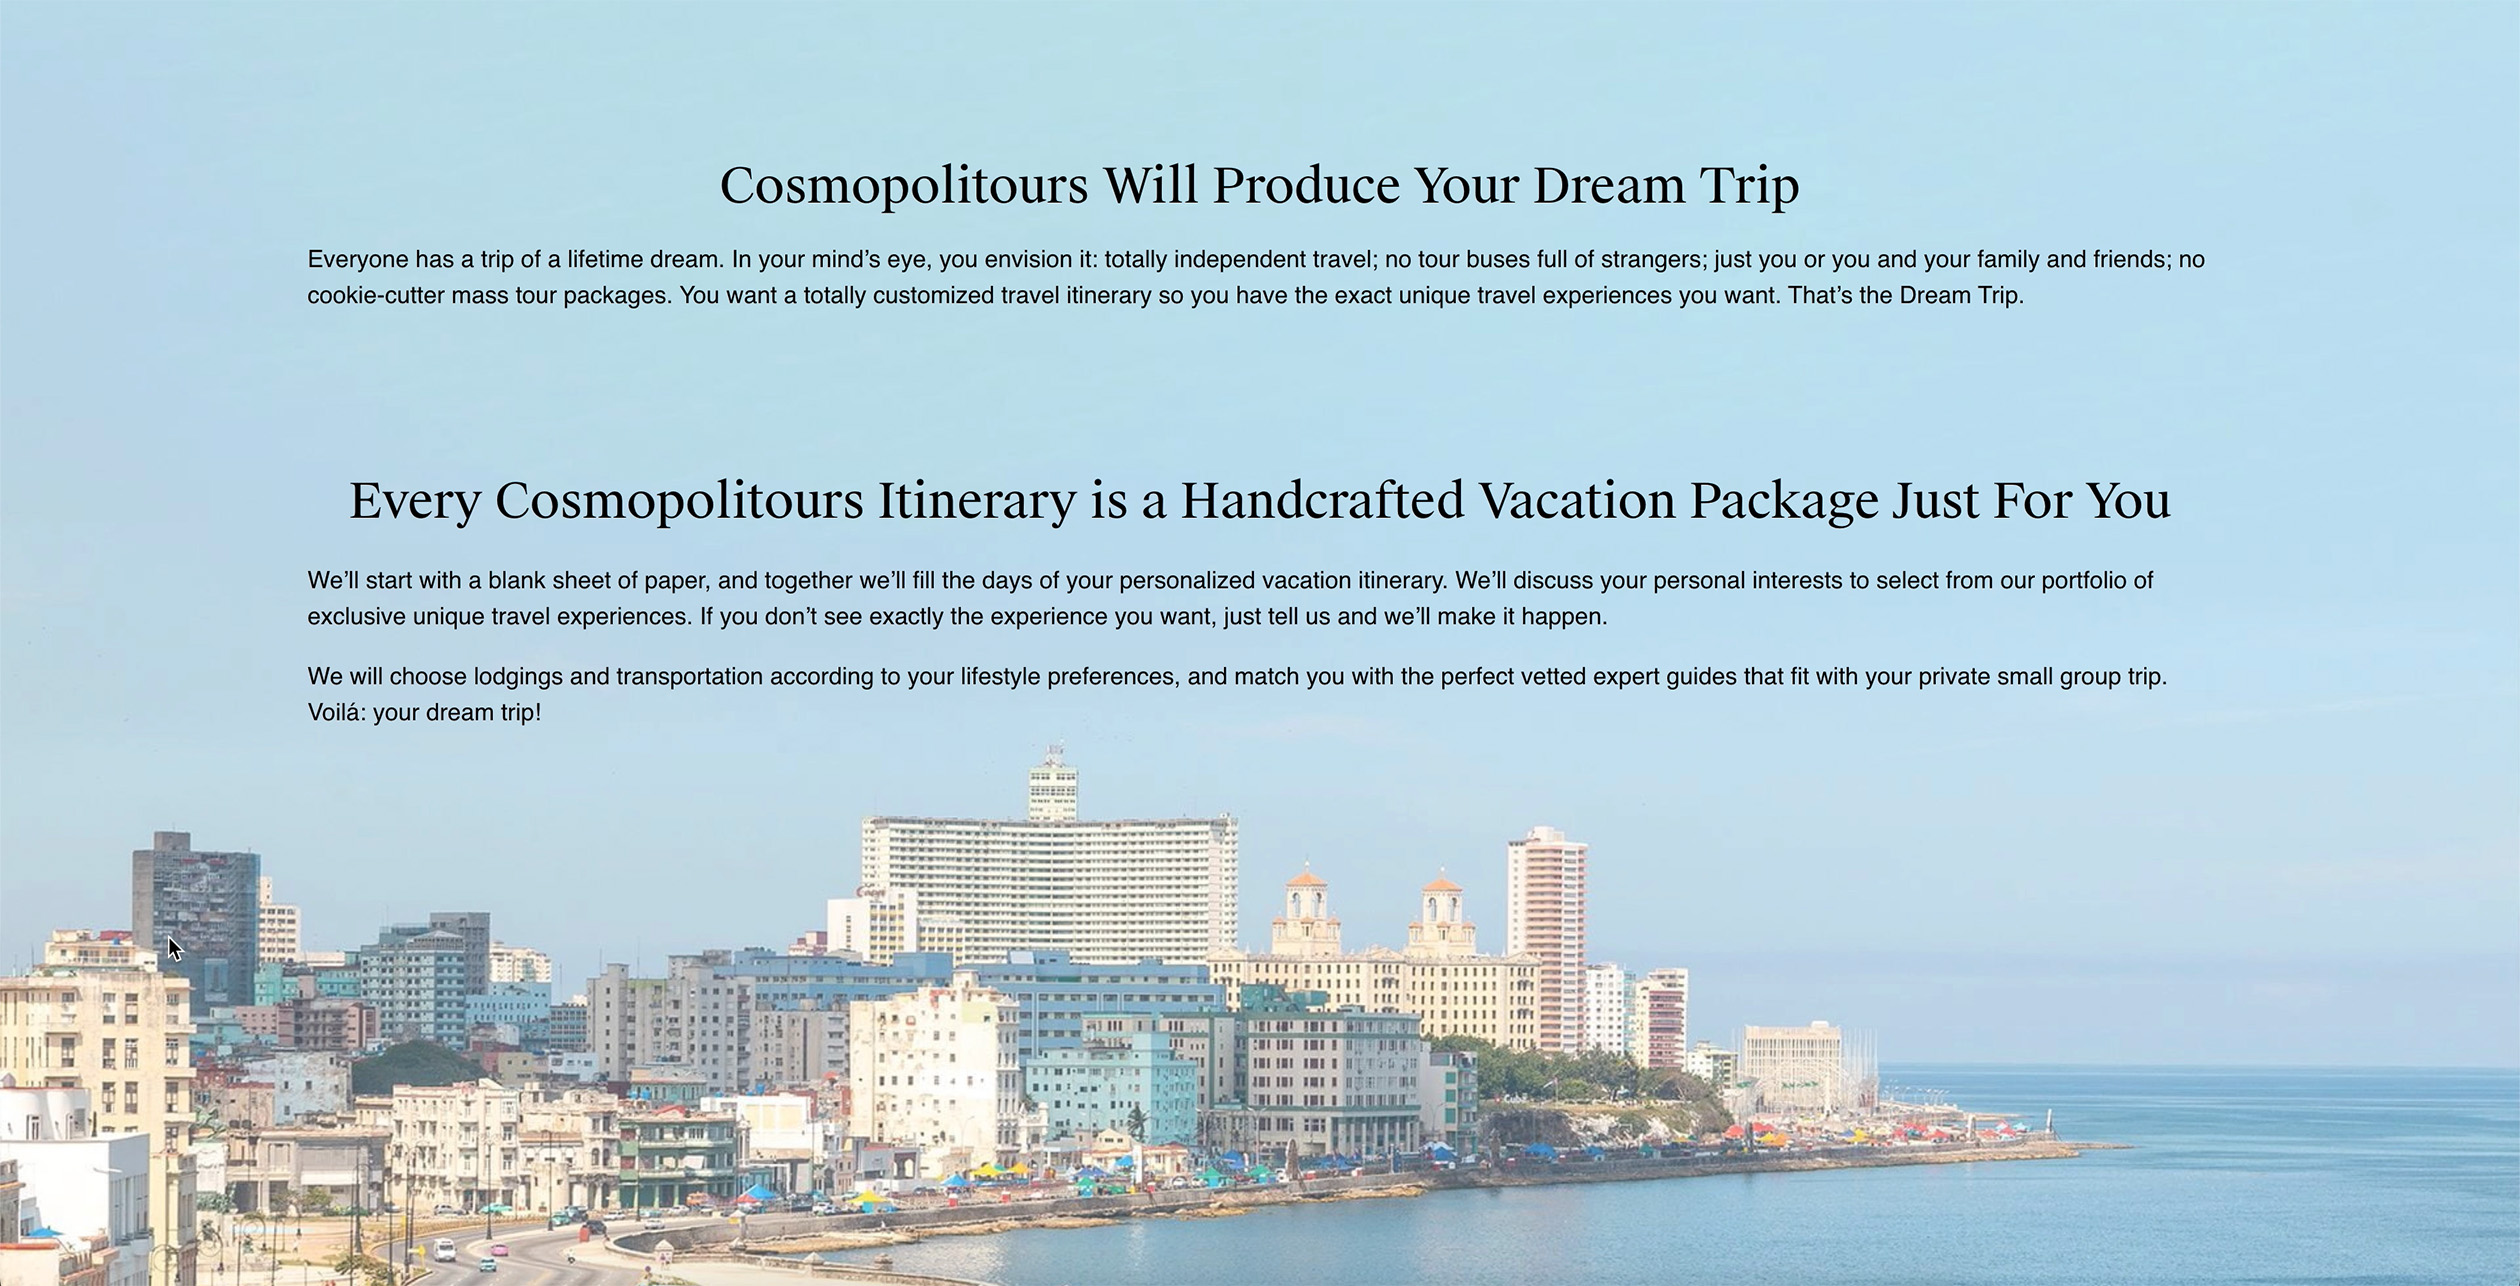 Cosmopolitours Will Produce Your Dream Trip
Everyone has a trip of a lifetime dream. In your mind’s eye, you envision it: totally independent travel; no tour buses full of strangers; just you or you and your family and friends; no
cookie-cutter mass tour packages. You want a totally customized travel itinerary so you have the exact unique travel experiences you want. That’s the Dream Trip.
Every Cosmopolitours Itinerary is a Handcrafted Vacation Package Just For You
We’ll start with a blank sheet of paper, and together we’ll fill the days of your personalized vacation itinerary. We’ll discuss your personal interests to select from our portfolio of
exclusive unique travel experiences. If you don’t see exactly the experience you want, just tell us and we’ll make it happen.
We will choose lodgings and transportation according to your lifestyle preferences, and match you with the perfect vetted expert guides that fit with your private small group trip.
Voilá: your dream trip!